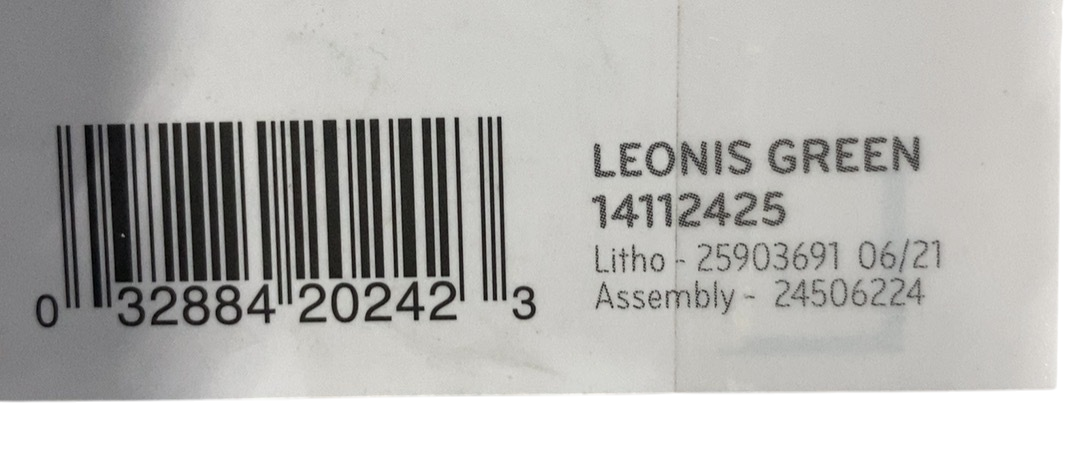 0 32884 20242 3
LEONIS GREEN
14112425
Litho - 25903691 06/21
Assembly - 24506224